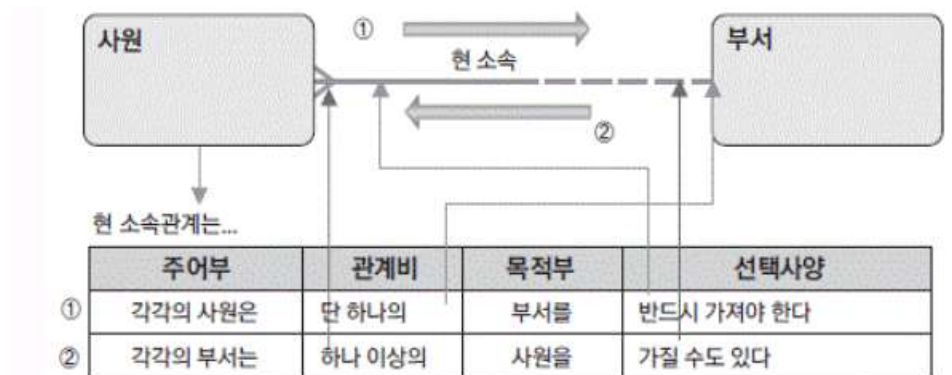 사원
①
부서
현 소속
②
현 소속관계는...
주어부 관계비 목적부 선택사양
① 각각의 사원은 단 하나의 부서를 반드시 가져야 한다
② 각각의 부서는 하나 이상의 사원을 가질 수도 있다